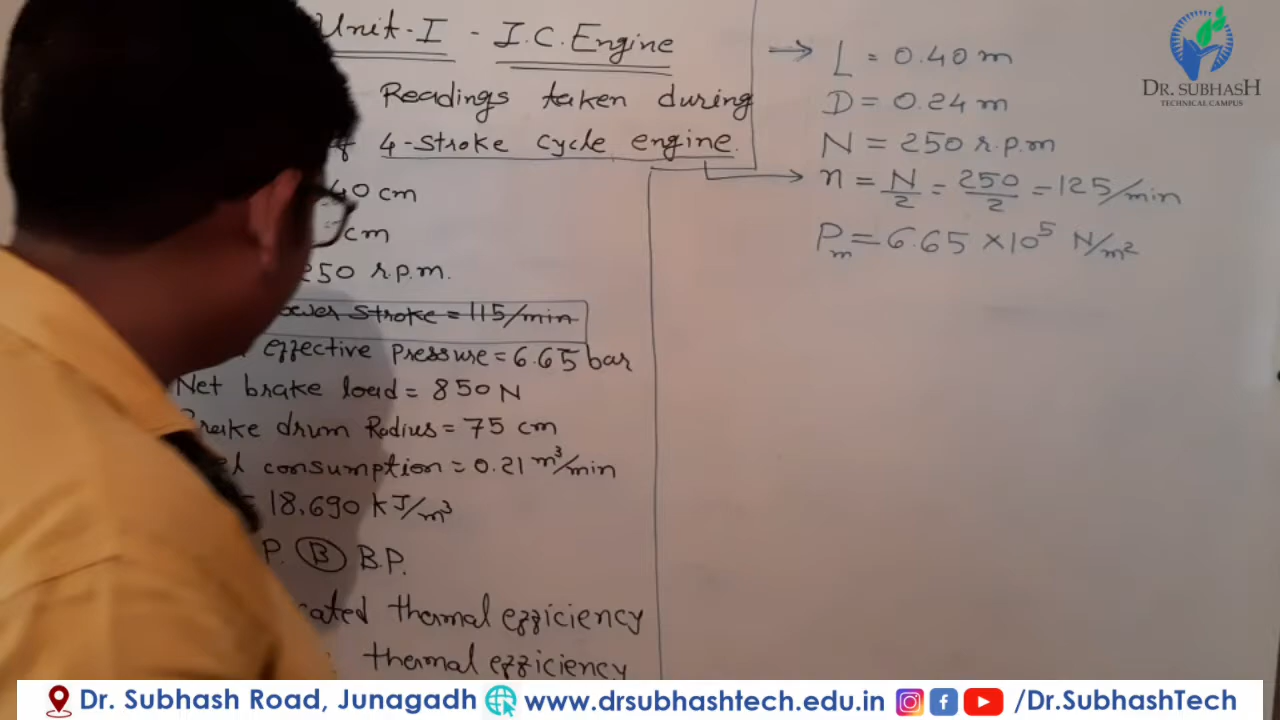 Unit-I - I.C. Engine
Readings taken during
of 4-stroke cycle engine.
40 cm
cm
250 r.p.m.
Power stroke = 115/min
effective pressure = 6.65 bar
Net brake load = 850 N
Brake drum Radius = 75 cm
consumption = 0.21 m³/min
= 18.690 kJ/m³
P. (B) B.P.
thermal efficiency
thermal efficiency
→ L = 0.40 m
D = 0.24 m
N = 250 r.p.m
n = N/2 = 250/2 = 125/min
Pm = 6.65 × 10⁵ N/m²
DR. SUBHASH
TECHNICAL CAMPUS
Dr. Subhash Road, Junagadh www.drsubhashtech.edu.in /Dr.SubhashTech